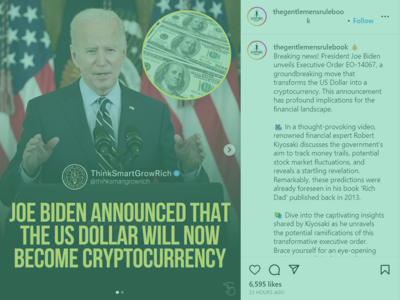 thegentlemensruleboo
k
• Follow
thegentlemensrulebook
Breaking news! President Joe Biden
unveils Executive Order EO-14067, a
groundbreaking move that
transforms the US Dollar into a
cryptocurrency. This announcement
has profound implications for the
financial landscape.
In a thought-provoking video,
renowned financial expert Robert
Kiyosaki discusses the government's
aim to track money trails, potential
stock market fluctuations, and
reveals a startling revelation.
Remarkably, these predictions were
already foreseen in his book 'Rich
Dad' published back in 2013.
Dive into the captivating insights
shared by Kiyosaki as he unravels
the potential ramifications of this
transformative executive order.
Brace yourself for an eye-opening
ThinkSmartGrowRich
@thinksmartgrowrich
JOE BIDEN ANNOUNCED THAT
THE US DOLLAR WILL NOW
BECOME CRYPTOCURRENCY
6,595 likes
23 HOURS AGO